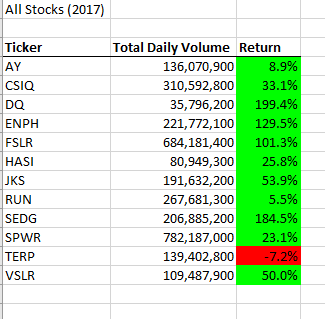 All Stocks (2017)
Ticker Total Daily Volume Return
AY 136,070,900 8.9%
CSIQ 310,592,800 33.1%
DQ 35,796,200 199.4%
ENPH 221,772,100 129.5%
FSLR 684,181,400 101.3%
HASI 80,949,300 25.8%
JKS 191,632,200 53.9%
RUN 267,681,300 5.5%
SEDG 206,885,200 184.5%
SPWR 782,187,000 23.1%
TERP 139,402,800 -7.2%
VSLR 109,487,900 50.0%